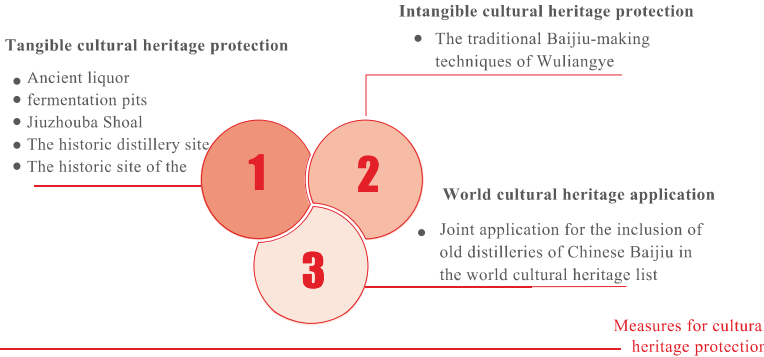 Intangible cultural heritage protection
• The traditional Baijiu-making
techniques of Wuliangye
Tangible cultural heritage protection
• Ancient liquor
• fermentation pits
• Jiuzhouba Shoal
• The historic distillery site
• The historic site of the
1
2
3
World cultural heritage application
• Joint application for the inclusion of
old distilleries of Chinese Baijiu in
the world cultural heritage list
Measures for cultura
heritage protection